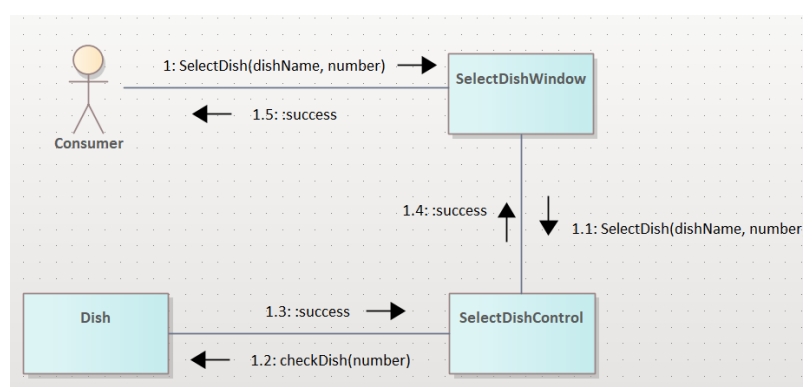 1: SelectDish(dishName, number)
SelectDishWindow
1.5: :success
Consumer
1.4: :success
1.1: SelectDish(dishName, number
Dish
1.3: :success
SelectDishControl
1.2: checkDish(number)